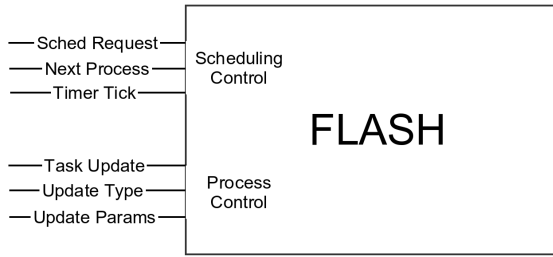 Sched Request
Next Process
Timer Tick
Scheduling
Control
FLASH
Task Update
Update Type
Update Params
Process
Control